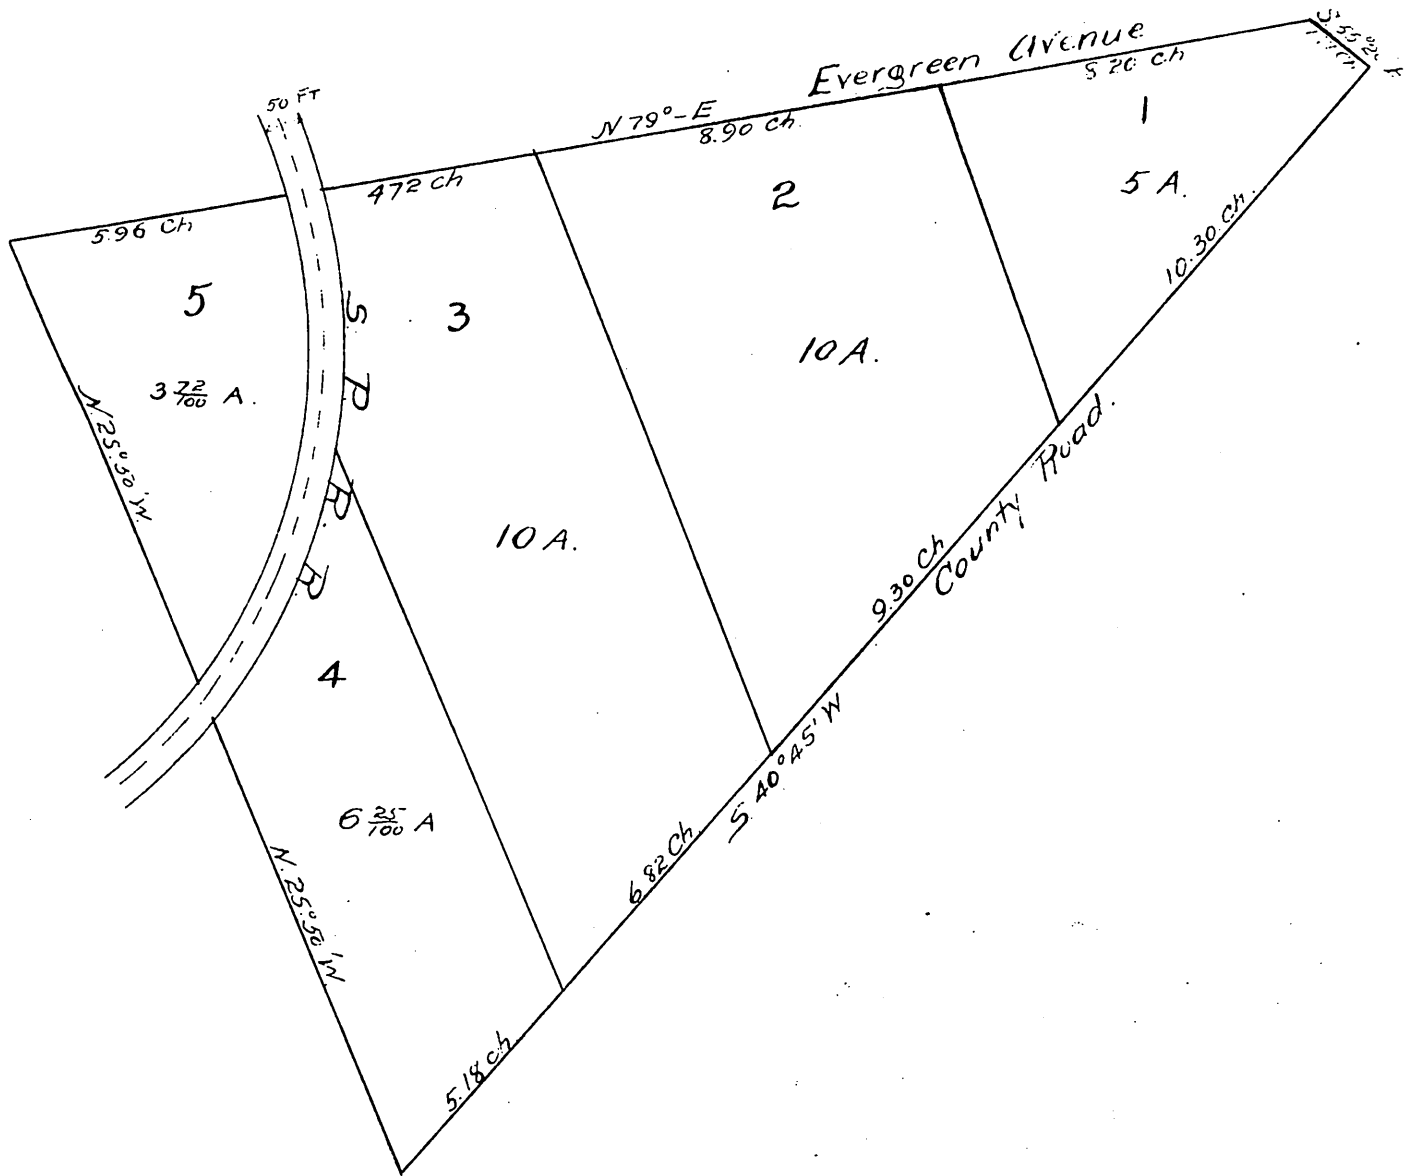 50 FT
Evergreen Avenue
N 79° - E
8.90 Ch.
8 20 Ch
472 Ch
5.96 Ch
1
5 A.
10.30 Ch.
2
10 A.
3
10 A.
5
3 72/100 A.
S. P. R. R.
N. 25° 50' W.
4
6 25/100 A
N. 25° 50' W.
County Road.
9.30 Ch
S. 40° 45' W
6 82 Ch.
5.18 Ch.